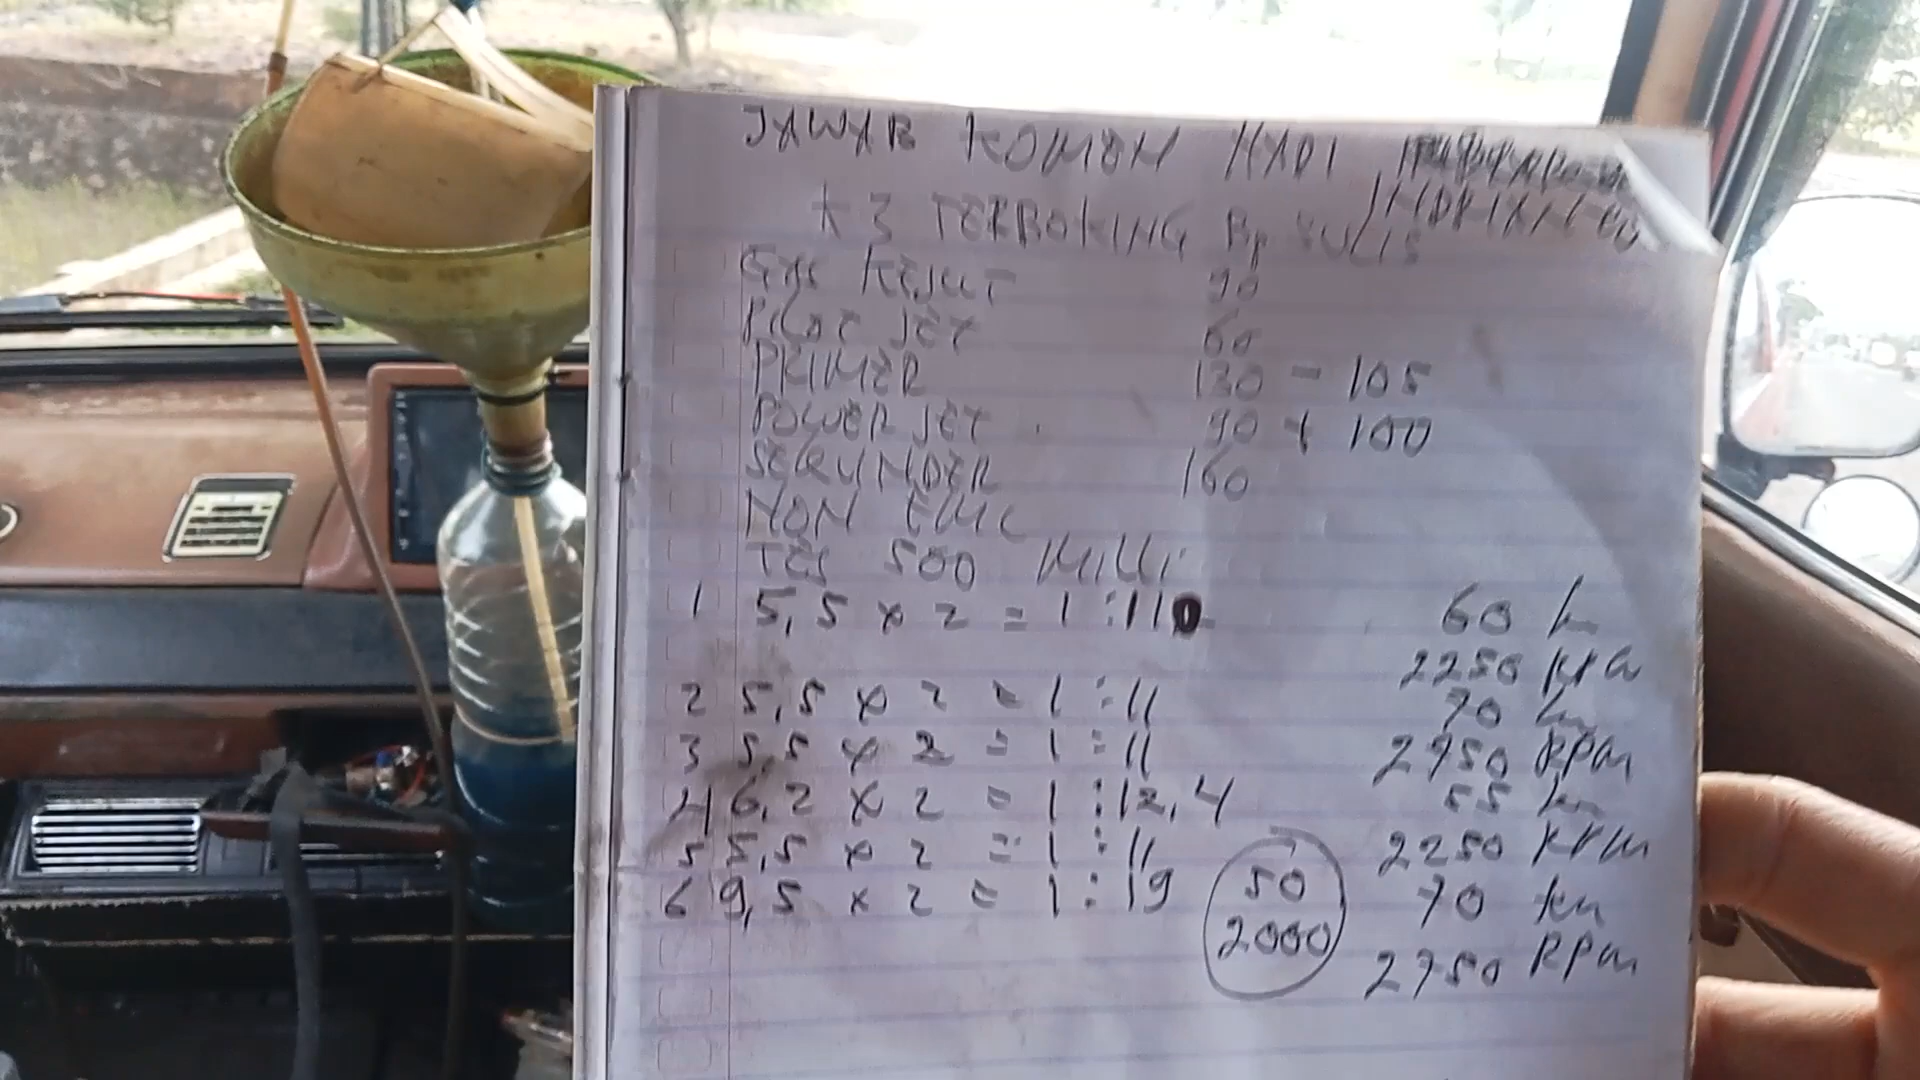 JAWAB KOMEN HADI
INDRIANTOO
K3 TERBOKING Bp SULIS
GAS KEJUT 90
PILOT JET 60
PRIMER 130 - 105
POWER JET 90 + 100
SEKUNDER 160
NON EMC
TES 500 Milli
1 5,5 x 2 = 1 : 11 60 km
2250 RPM
2 5,5 x 2 = 1 : 11 70 km
3 5,5 x 2 = 1 : 11 2750 RPM
4 6,2 x 2 = 1 : 12,4 55 km
5 5,5 x 2 = 1 : 11 2250 RPM
6 9,5 x 2 = 1 : 19 50 70 km
2000 2750 RPM